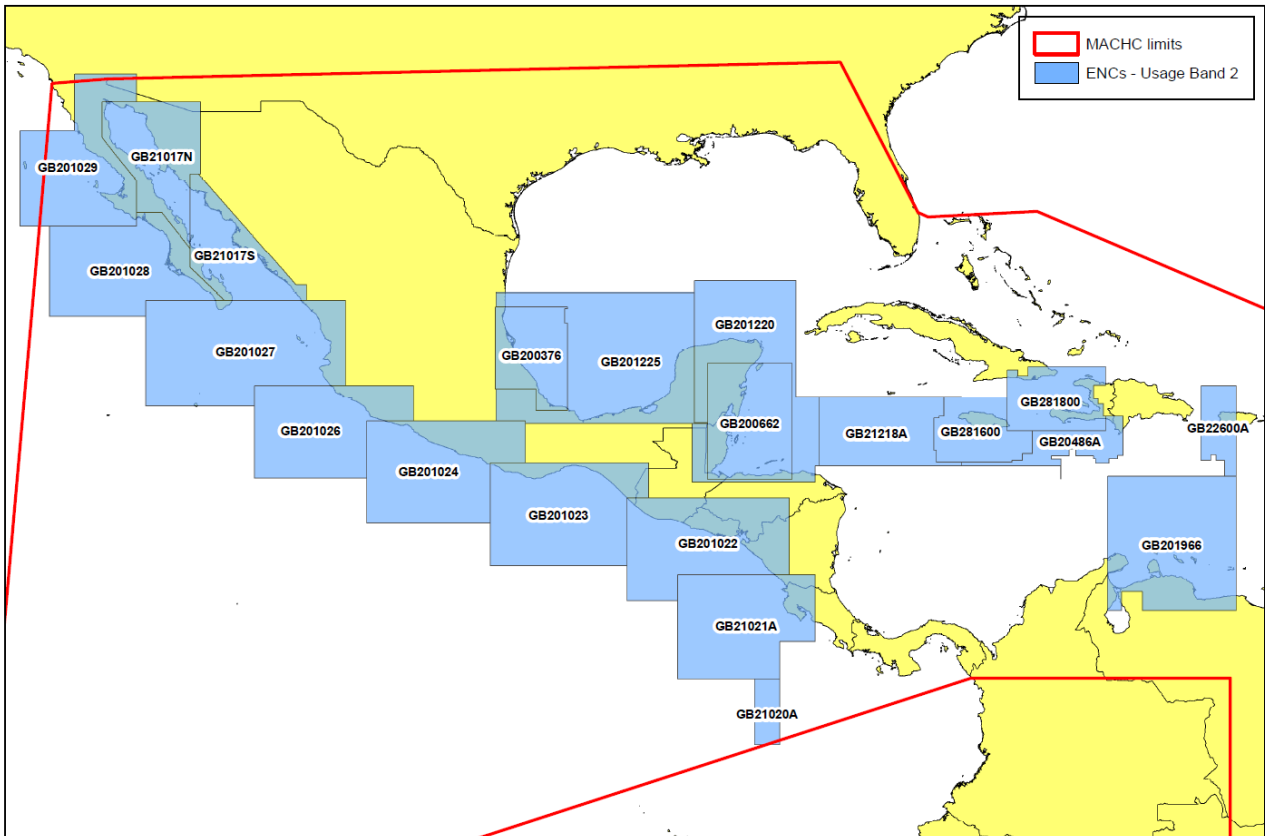 MACHC limits
ENCs - Usage Band 2
GB21017N
GB201029
GB21017S
GB201028
GB201220
GB201027
GB200376
GB201225
GB281800
GB200662
GB22600A
GB201026
GB21218A
GB281600
GB20486A
GB201024
GB201023
GB201022
GB201966
GB21021A
GB21020A